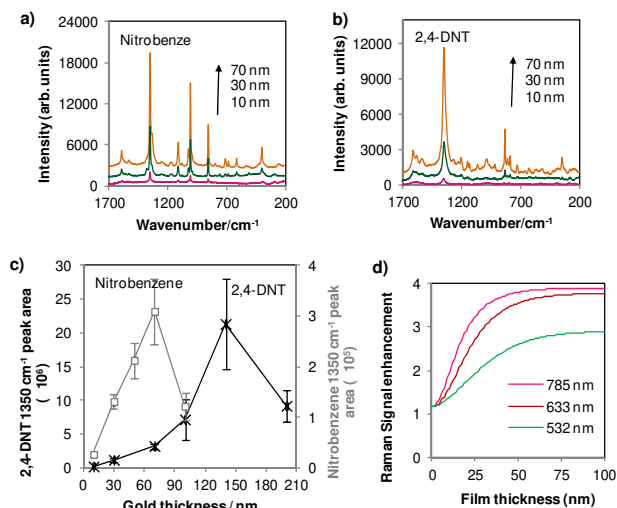 a)
24000
18000
12000
6000
0
Intensity (arb. units)
Nitrobenze
70 nm
30 nm
10 nm
1700
1200
700
200
Wavenumber/cm⁻¹
b)
12000
9000
6000
3000
0
Intensity (arb. units)
2,4-DNT
70 nm
30 nm
10 nm
1700
1200
700
200
Wavenumber/cm⁻¹
c)
30
25
20
15
10
5
0
2,4-DNT 1350 cm⁻¹ peak area
( 10⁶)
Nitrobenzene
2,4-DNT
4
3
2
1
0
Nitrobenzene 1350 cm⁻¹ peak
area ( 10⁵)
0
30
60
90
120
150
180
210
Gold thickness / nm
d)
4
3
2
1
0
Raman Signal enhancement
785 nm
633 nm
532 nm
0
25
50
75
100
Film thickness (nm)